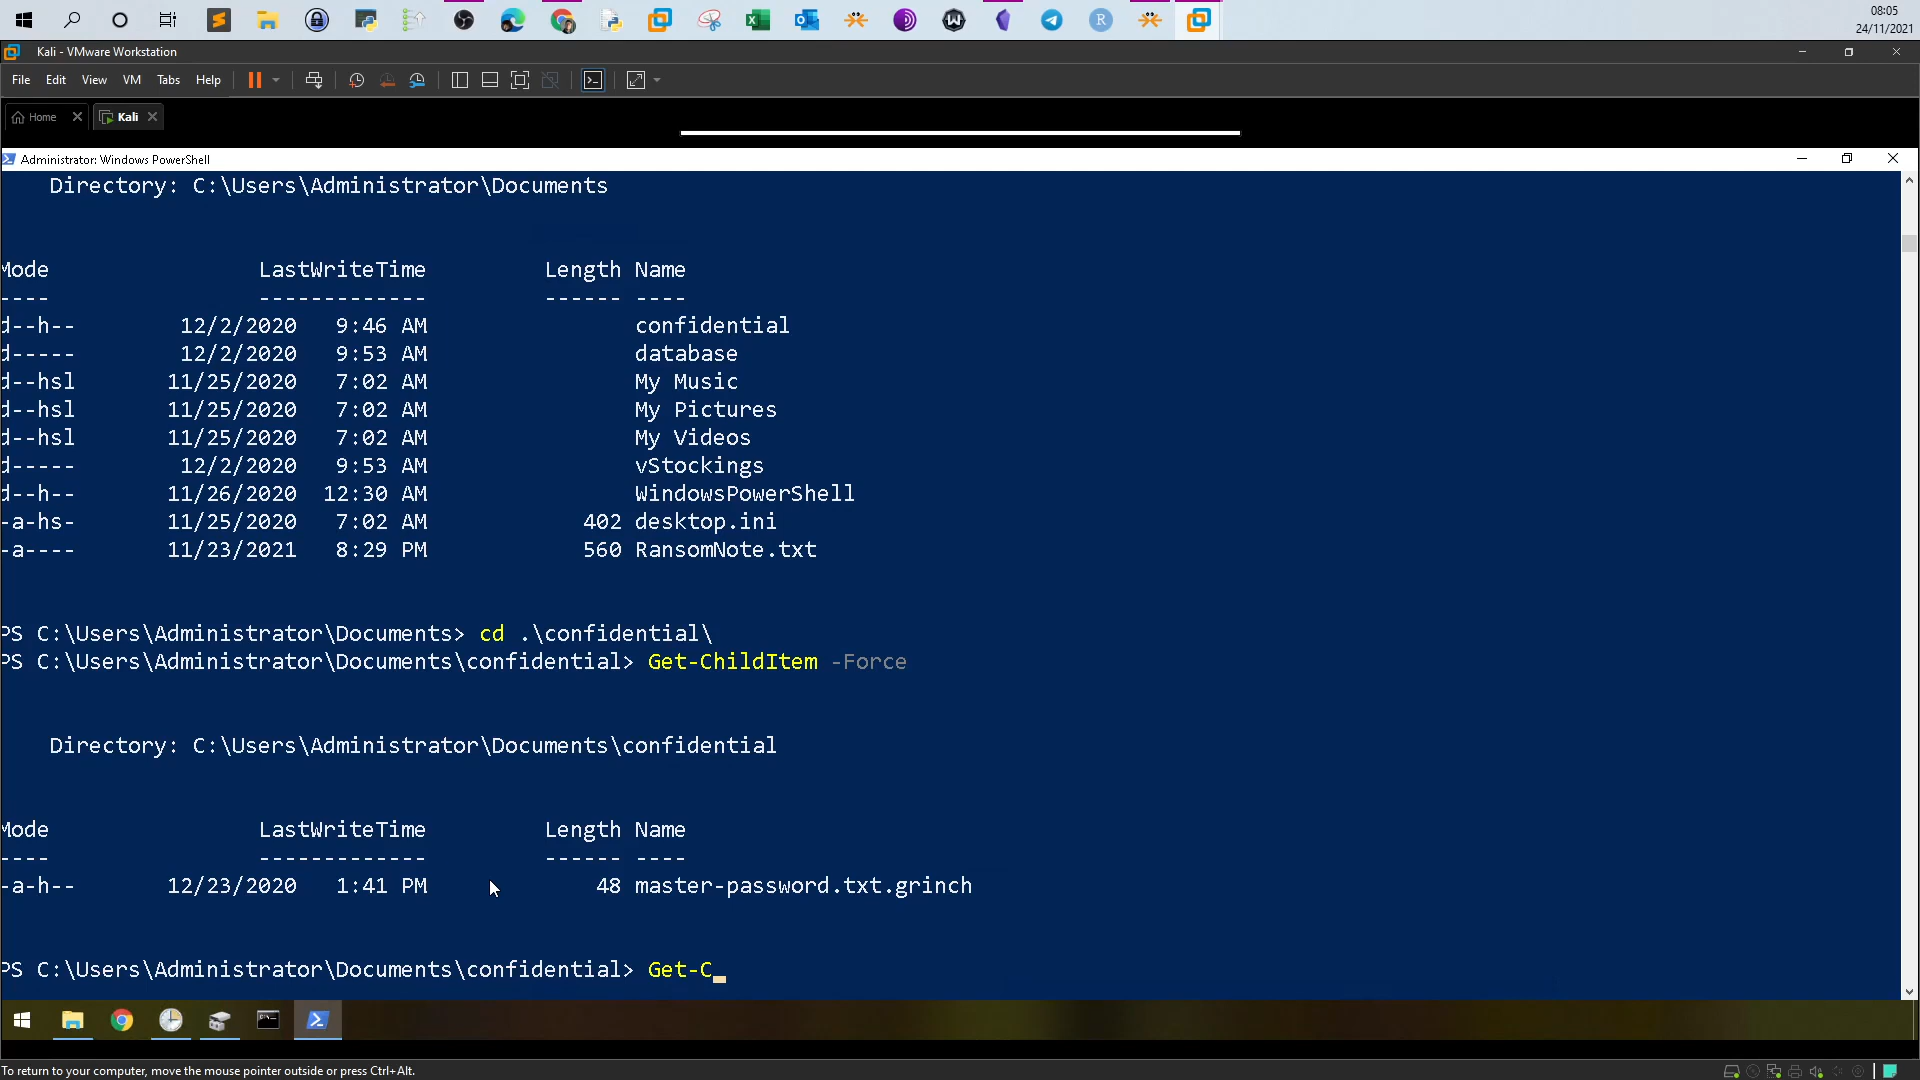 08:05
24/11/2021
Kali - VMware Workstation
File Edit View VM Tabs Help
Home Kali
Administrator: Windows PowerShell
Directory: C:\Users\Administrator\Documents
Mode LastWriteTime Length Name
---- ------------- ------ ----
d--h-- 12/2/2020 9:46 AM confidential
d----- 12/2/2020 9:53 AM database
d--hsl 11/25/2020 7:02 AM My Music
d--hsl 11/25/2020 7:02 AM My Pictures
d--hsl 11/25/2020 7:02 AM My Videos
d----- 12/2/2020 9:53 AM vStockings
d--h-- 11/26/2020 12:30 AM WindowsPowerShell
-a-hs- 11/25/2020 7:02 AM 402 desktop.ini
-a---- 11/23/2021 8:29 PM 560 RansomNote.txt
PS C:\Users\Administrator\Documents> cd .\confidential\
PS C:\Users\Administrator\Documents\confidential> Get-ChildItem -Force
Directory: C:\Users\Administrator\Documents\confidential
Mode LastWriteTime Length Name
---- ------------- ------ ----
-a-h-- 12/23/2020 1:41 PM 48 master-password.txt.grinch
PS C:\Users\Administrator\Documents\confidential> Get-C
To return to your computer, move the mouse pointer outside or press Ctrl+Alt.